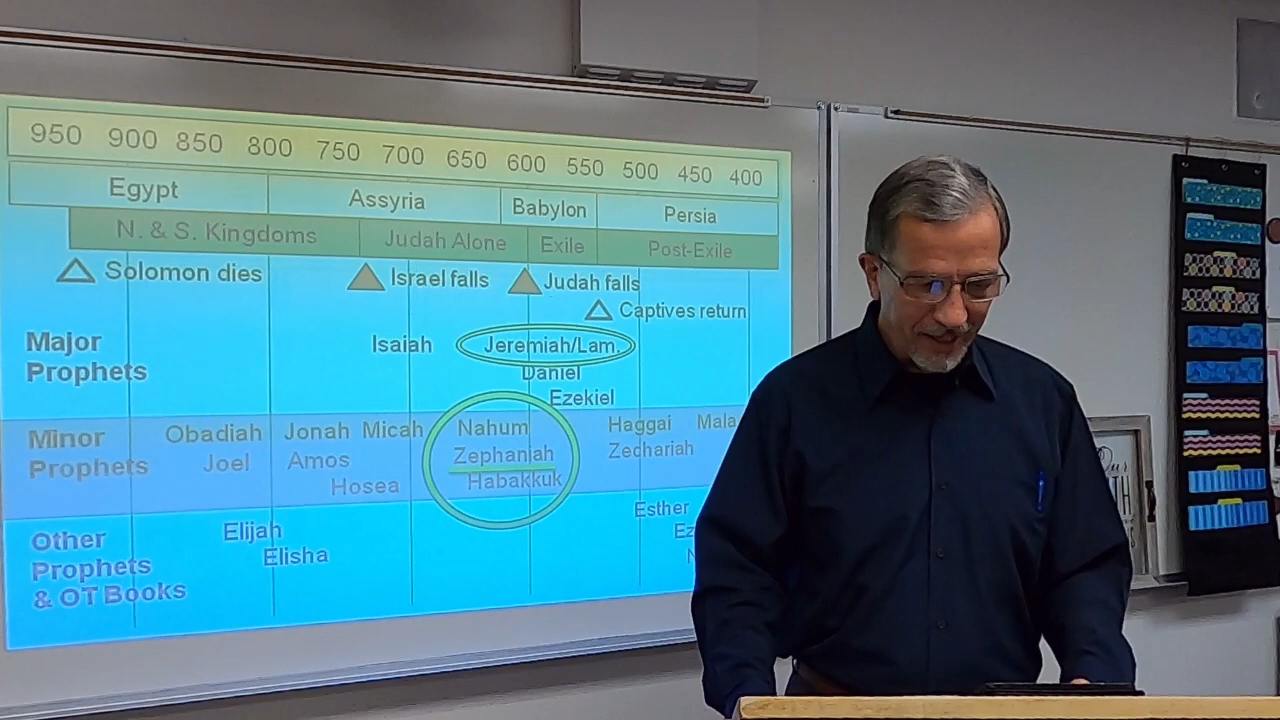 950 900 850 800 750 700 650 600 550 500 450 400
Egypt Assyria Babylon Persia
N. & S. Kingdoms Judah Alone Exile Post-Exile
Solomon dies Israel falls Judah falls
Captives return
Major Prophets
Isaiah Jeremiah/Lam.
Daniel
Ezekiel
Minor Prophets
Obadiah Jonah Micah Nahum Haggai Mala
Joel Amos Zephaniah Zechariah
Hosea Habakkuk
Other Prophets & OT Books
Elijah Esther
Elisha Ez
N